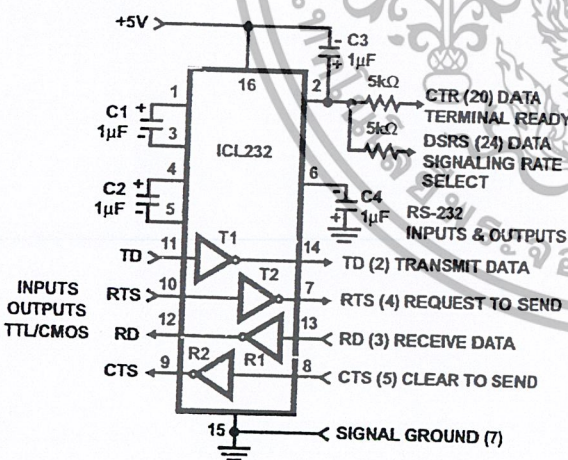 +5V
- C3
+ 1µF
16
1
2
5kΩ
CTR (20) DATA
TERMINAL READY
C1 +
1µF -
3
ICL232
5kΩ
DSRS (24) DATA
SIGNALING RATE
SELECT
4
C2 +
1µF -
5
6
- C4
+ 1µF
RS-232
INPUTS & OUTPUTS
TD 11 T1 14 TD (2) TRANSMIT DATA
RTS 10 T2 7 RTS (4) REQUEST TO SEND
INPUTS
OUTPUTS
TTL/CMOS
RD 12 R1 13 RD (3) RECEIVE DATA
CTS 9 R2 8 CTS (5) CLEAR TO SEND
15 SIGNAL GROUND (7)